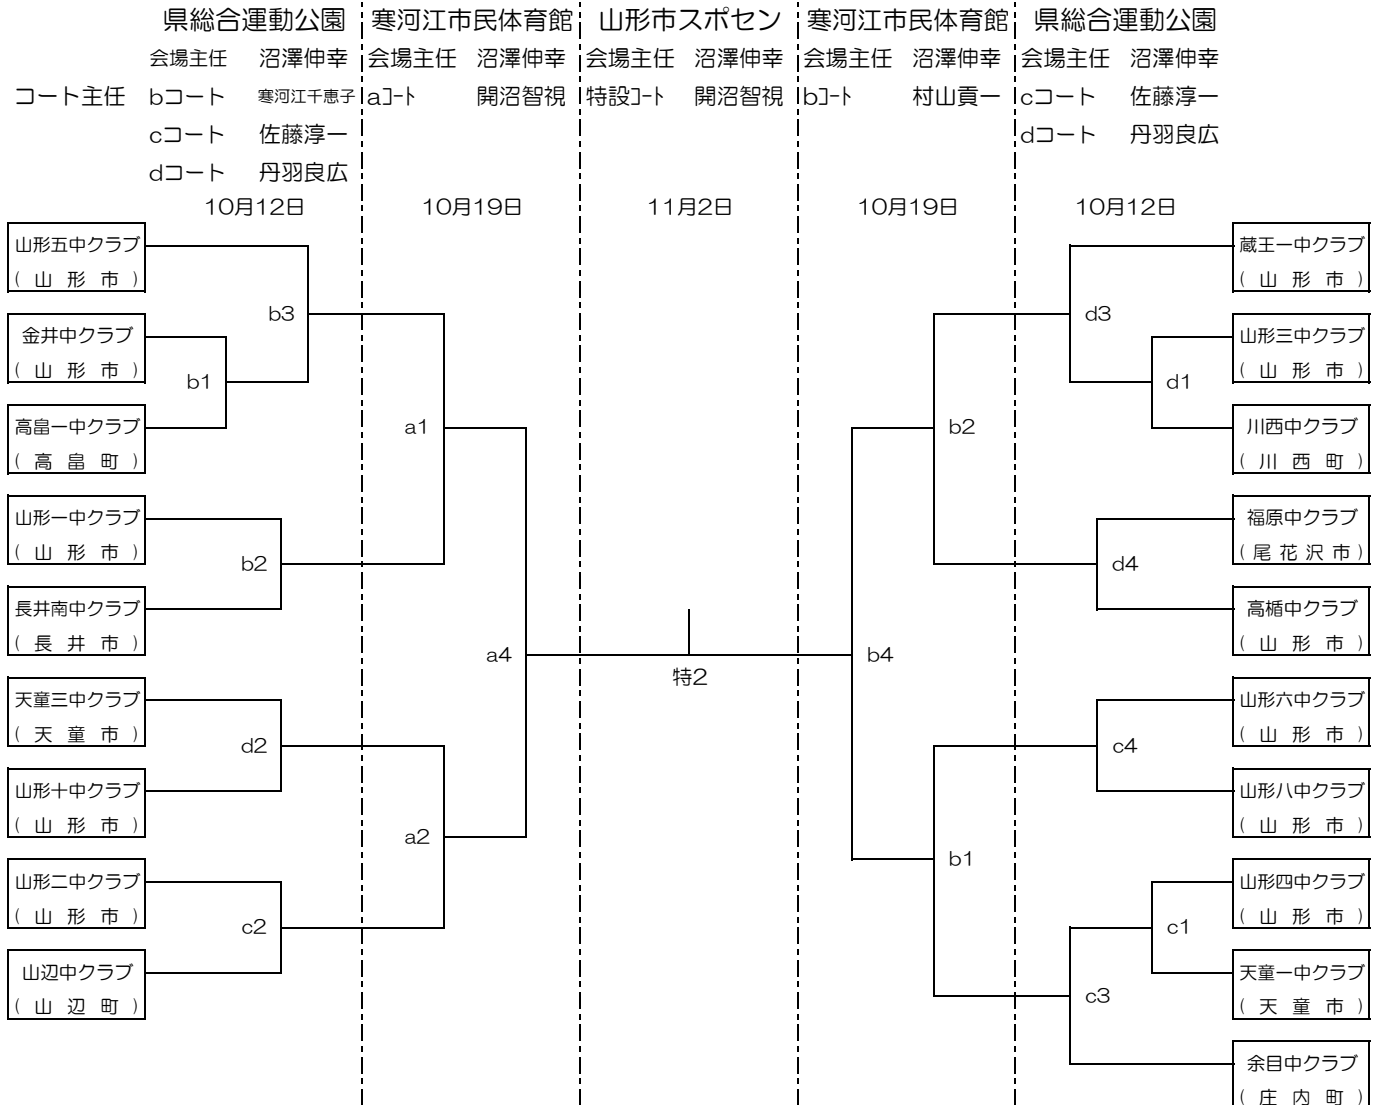 県総合運動公園 寒河江市民体育館 山形市スポセン 寒河江市民体育館 県総合運動公園
会場主任 沼澤伸幸 会場主任 沼澤伸幸 会場主任 沼澤伸幸 会場主任 沼澤伸幸 会場主任 沼澤伸幸
コート主任 bコート 寒河江千恵子 aｺｰﾄ 開沼智視 特設ｺｰﾄ 開沼智視 bｺｰﾄ 村山貢一 cコート 佐藤淳一
cコート 佐藤淳一 dコート 丹羽良広
dコート 丹羽良広
10月12日 10月19日 11月2日 10月19日 10月12日
山形五中クラブ
(山形市)
金井中クラブ
(山形市)
高畠一中クラブ
(高畠町)
山形一中クラブ
(山形市)
長井南中クラブ
(長井市)
天童三中クラブ
(天童市)
山形十中クラブ
(山形市)
山形二中クラブ
(山形市)
山辺中クラブ
(山辺町)
b3
b1
b2
d2
c2
a1
a2
a4
特2
b4
b2
b1
d3
d1
d4
c4
c1
c3
蔵王一中クラブ
(山形市)
山形三中クラブ
(山形市)
川西中クラブ
(川西町)
福原中クラブ
(尾花沢市)
高楯中クラブ
(山形市)
山形六中クラブ
(山形市)
山形八中クラブ
(山形市)
山形四中クラブ
(山形市)
天童一中クラブ
(天童市)
余目中クラブ
(庄内町)